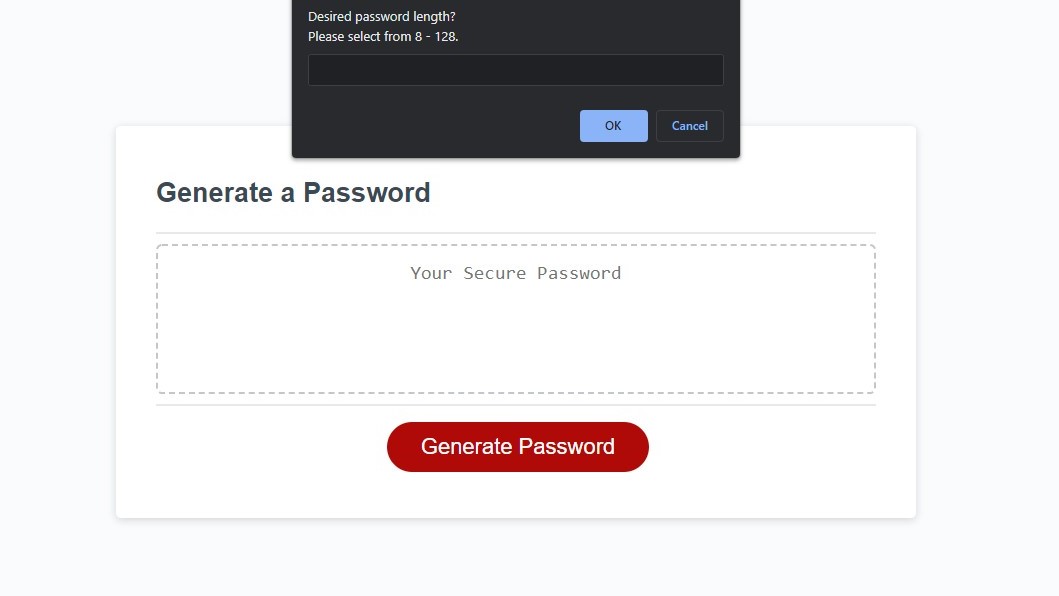 Desired password length?
Please select from 8 - 128.
OK
Cancel
Generate a Password
Your Secure Password
Generate Password